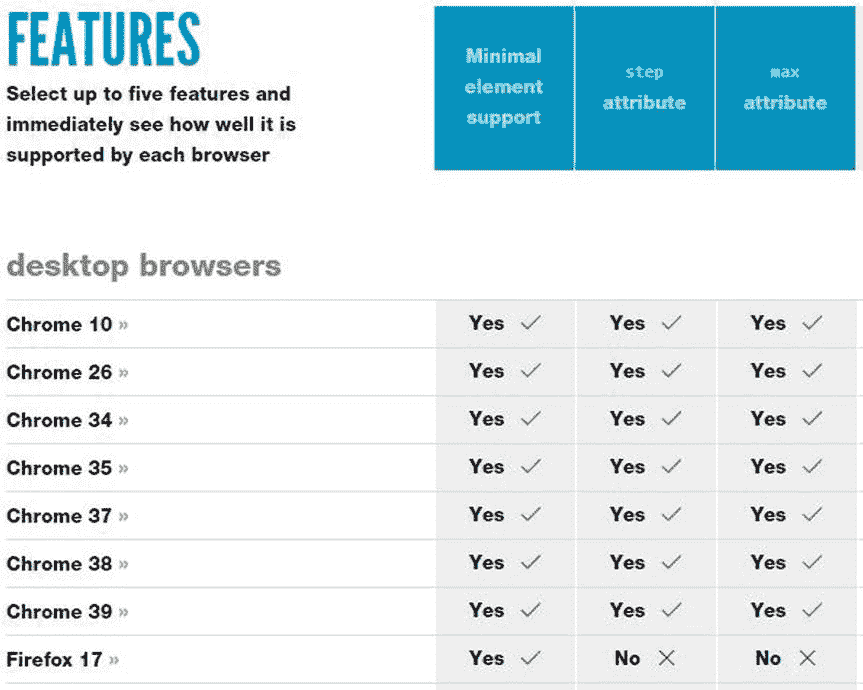 FEATURES
Select up to five features and
immediately see how well it is
supported by each browser
Minimal
element
support
step
attribute
max
attribute
desktop browsers
Chrome 10 » Yes ✓ Yes ✓ Yes ✓
Chrome 26 » Yes ✓ Yes ✓ Yes ✓
Chrome 34 » Yes ✓ Yes ✓ Yes ✓
Chrome 35 » Yes ✓ Yes ✓ Yes ✓
Chrome 37 » Yes ✓ Yes ✓ Yes ✓
Chrome 38 » Yes ✓ Yes ✓ Yes ✓
Chrome 39 » Yes ✓ Yes ✓ Yes ✓
Firefox 17 » Yes ✓ No ✕ No ✕